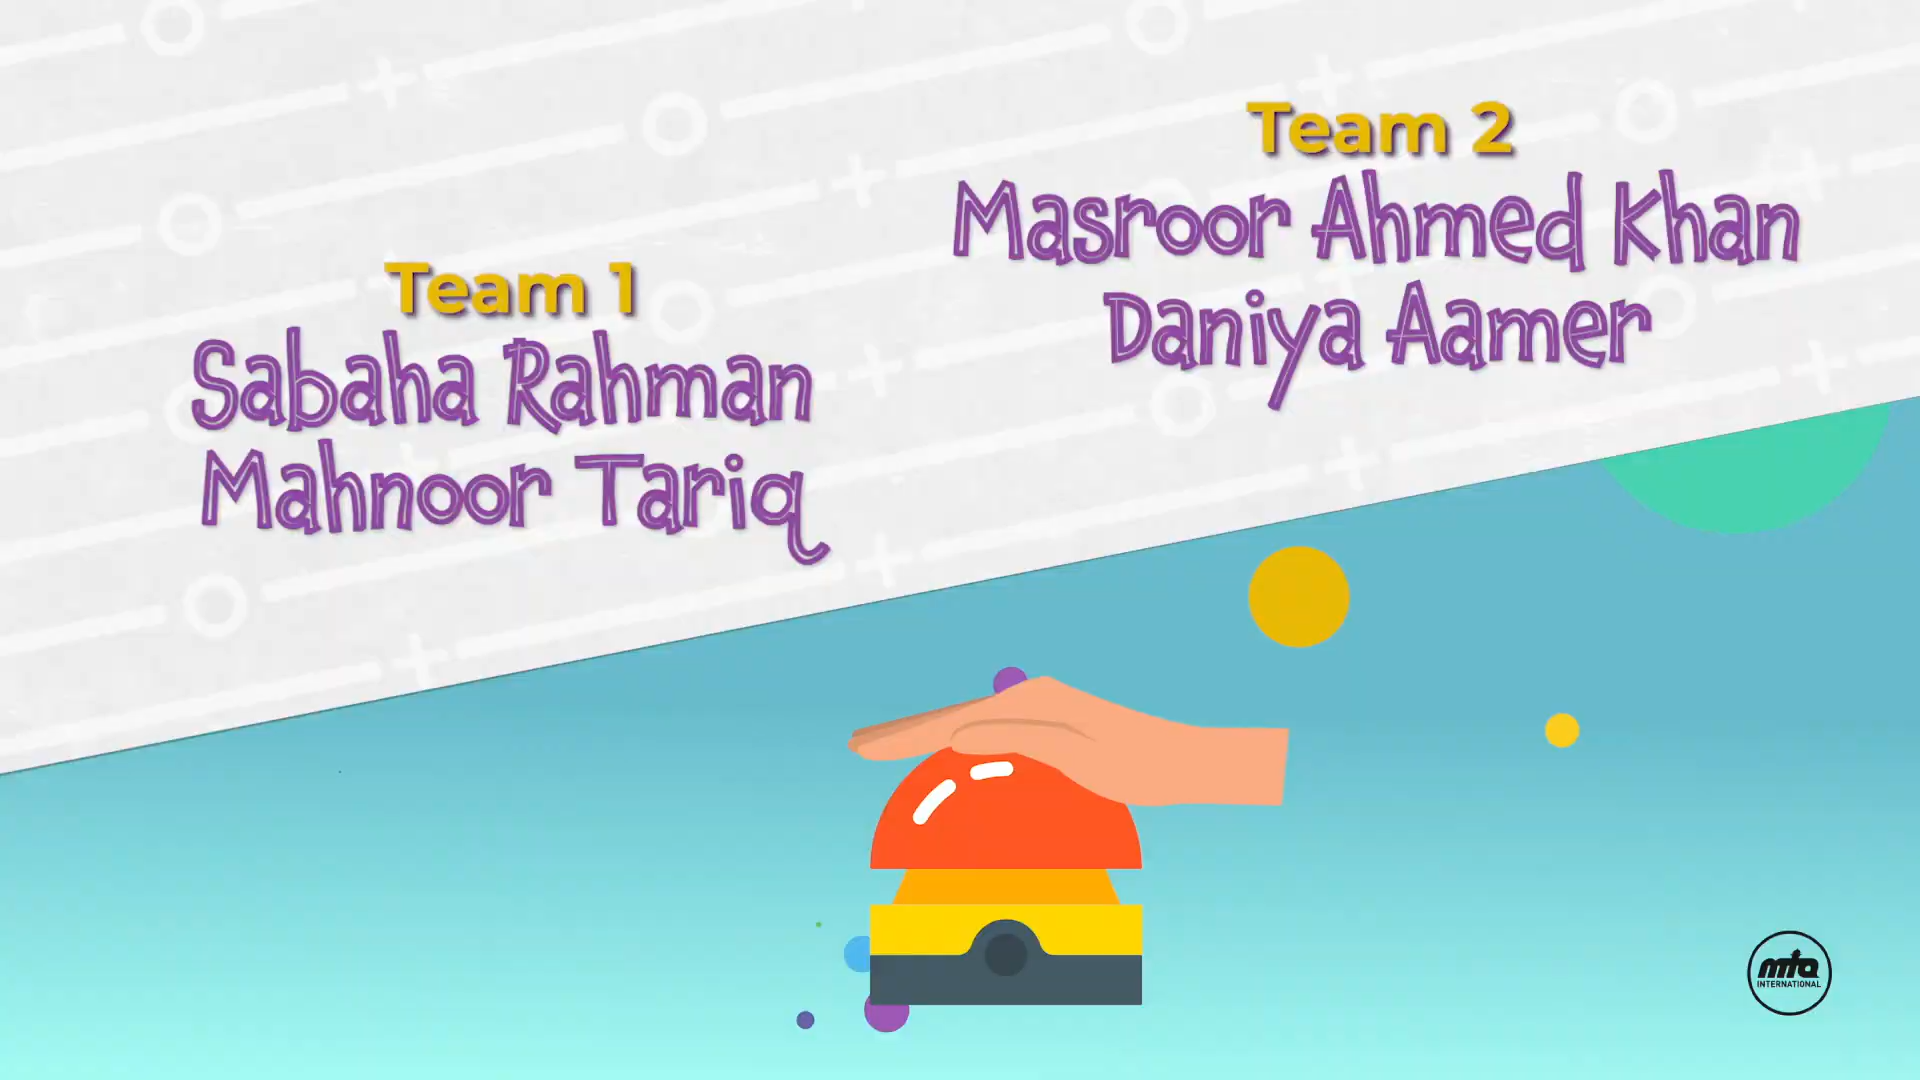 Team 1
Sabaha Rahman
Mahnoor Tariq
Team 2
Masroor Ahmed Khan
Daniya Aamer
mta
INTERNATIONAL